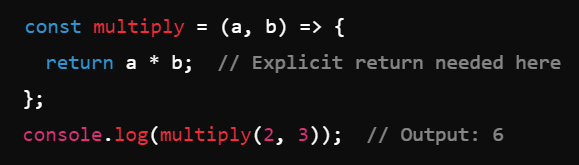 const multiply = (a, b) => {
  return a * b;  // Explicit return needed here
};
console.log(multiply(2, 3));  // Output: 6